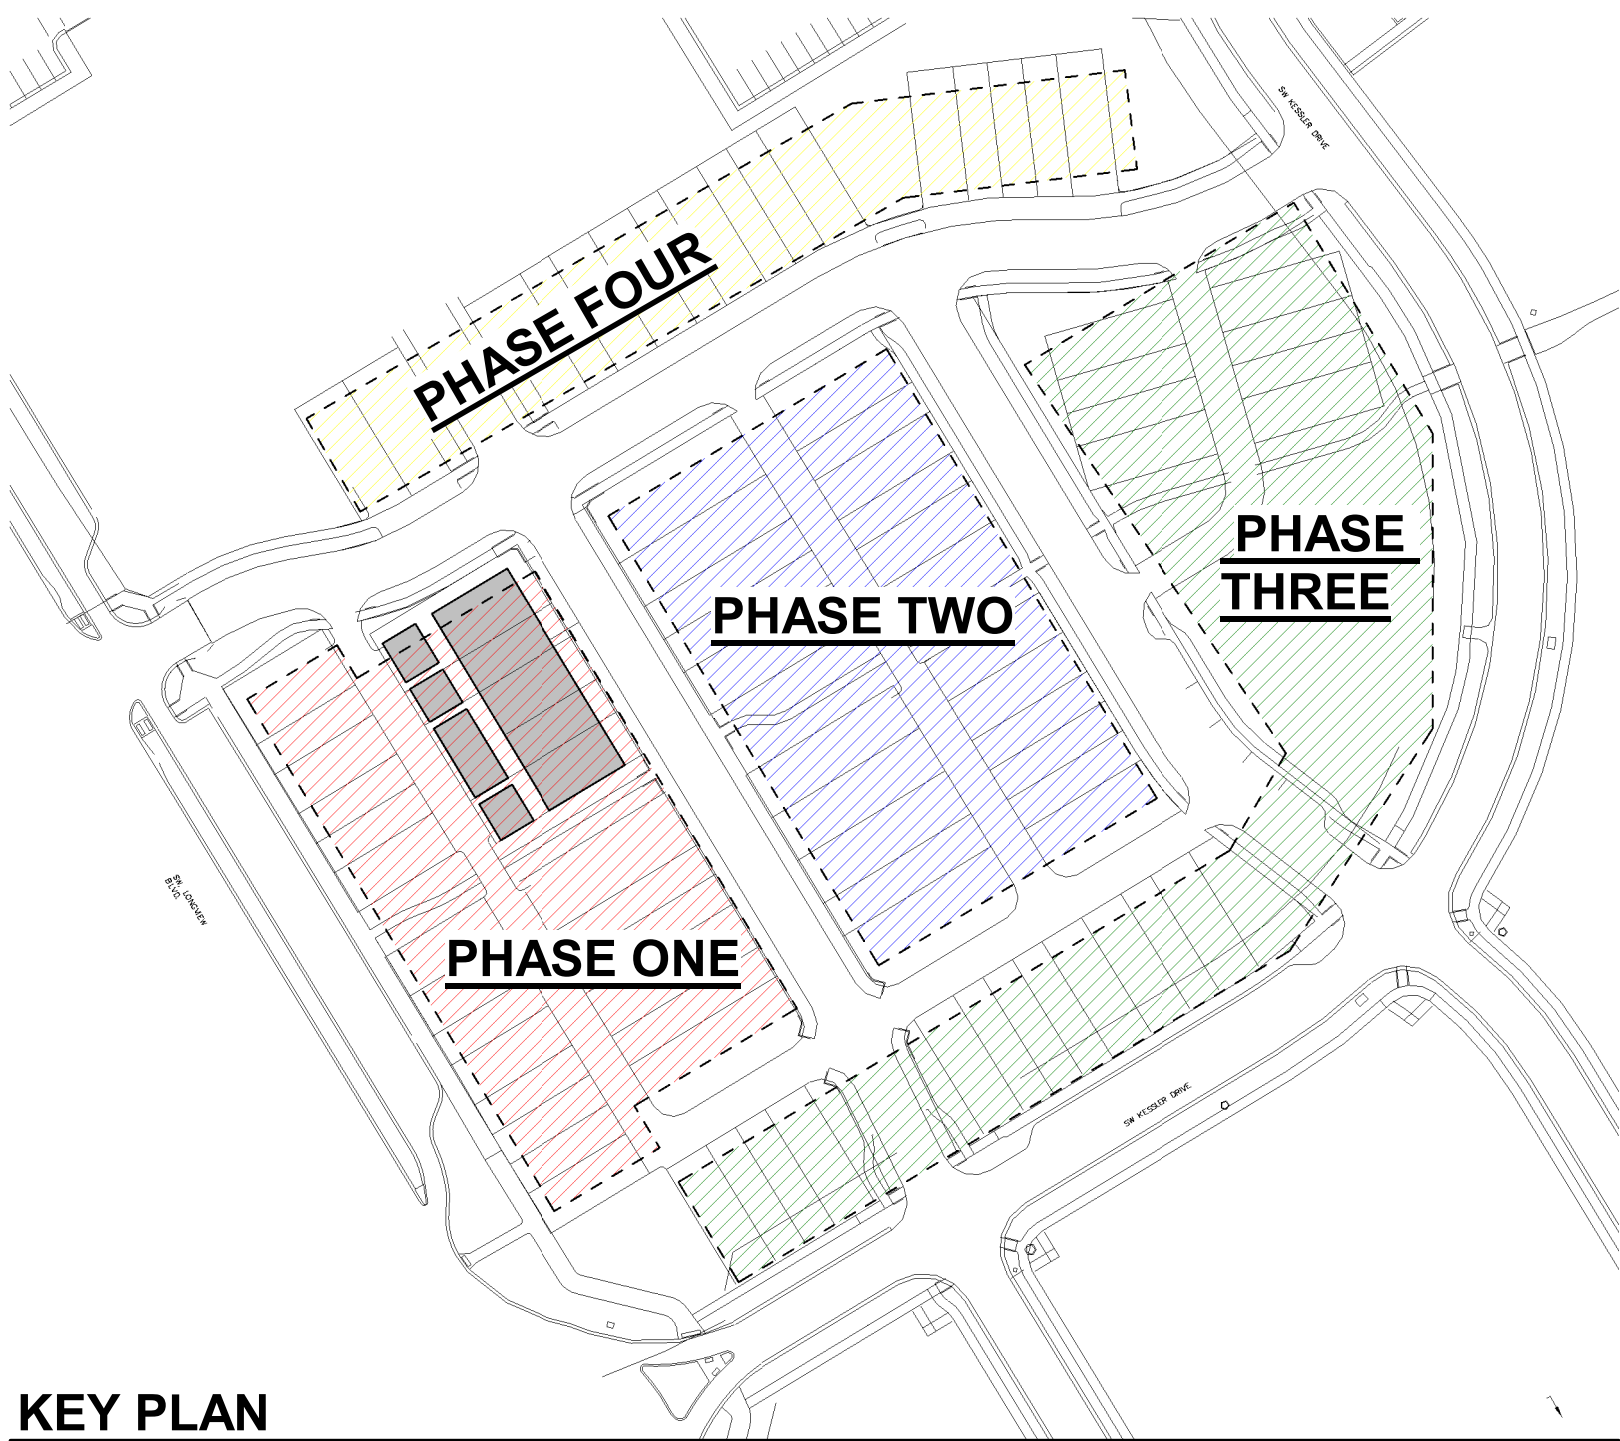 SW KESSLER DRIVE
PHASE FOUR
PHASE
THREE
PHASE TWO
SW LONGVIEW
BLVD.
PHASE ONE
SW KESSLER DRIVE
KEY PLAN